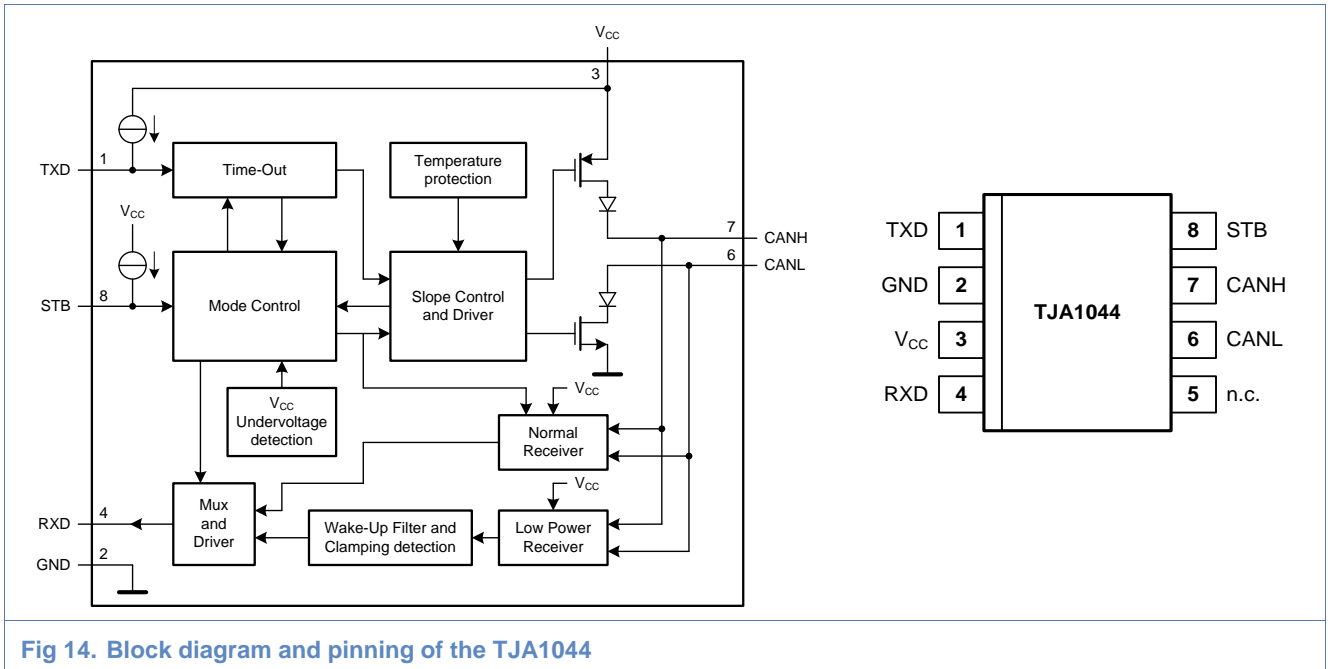 VCC
3
TXD
1
Time-Out
Temperature
protection
VCC
7
CANH
6
CANL
STB
8
Mode Control
Slope Control
and Driver
VCC
Undervoltage
detection
VCC
Normal
Receiver
VCC
RXD
4
Mux
and
Driver
Wake-Up Filter and
Clamping detection
Low Power
Receiver
GND
2
TXD 1
8 STB
GND 2
7 CANH
TJA1044
VCC 3
6 CANL
RXD 4
5 n.c.
Fig 14. Block diagram and pinning of the TJA1044